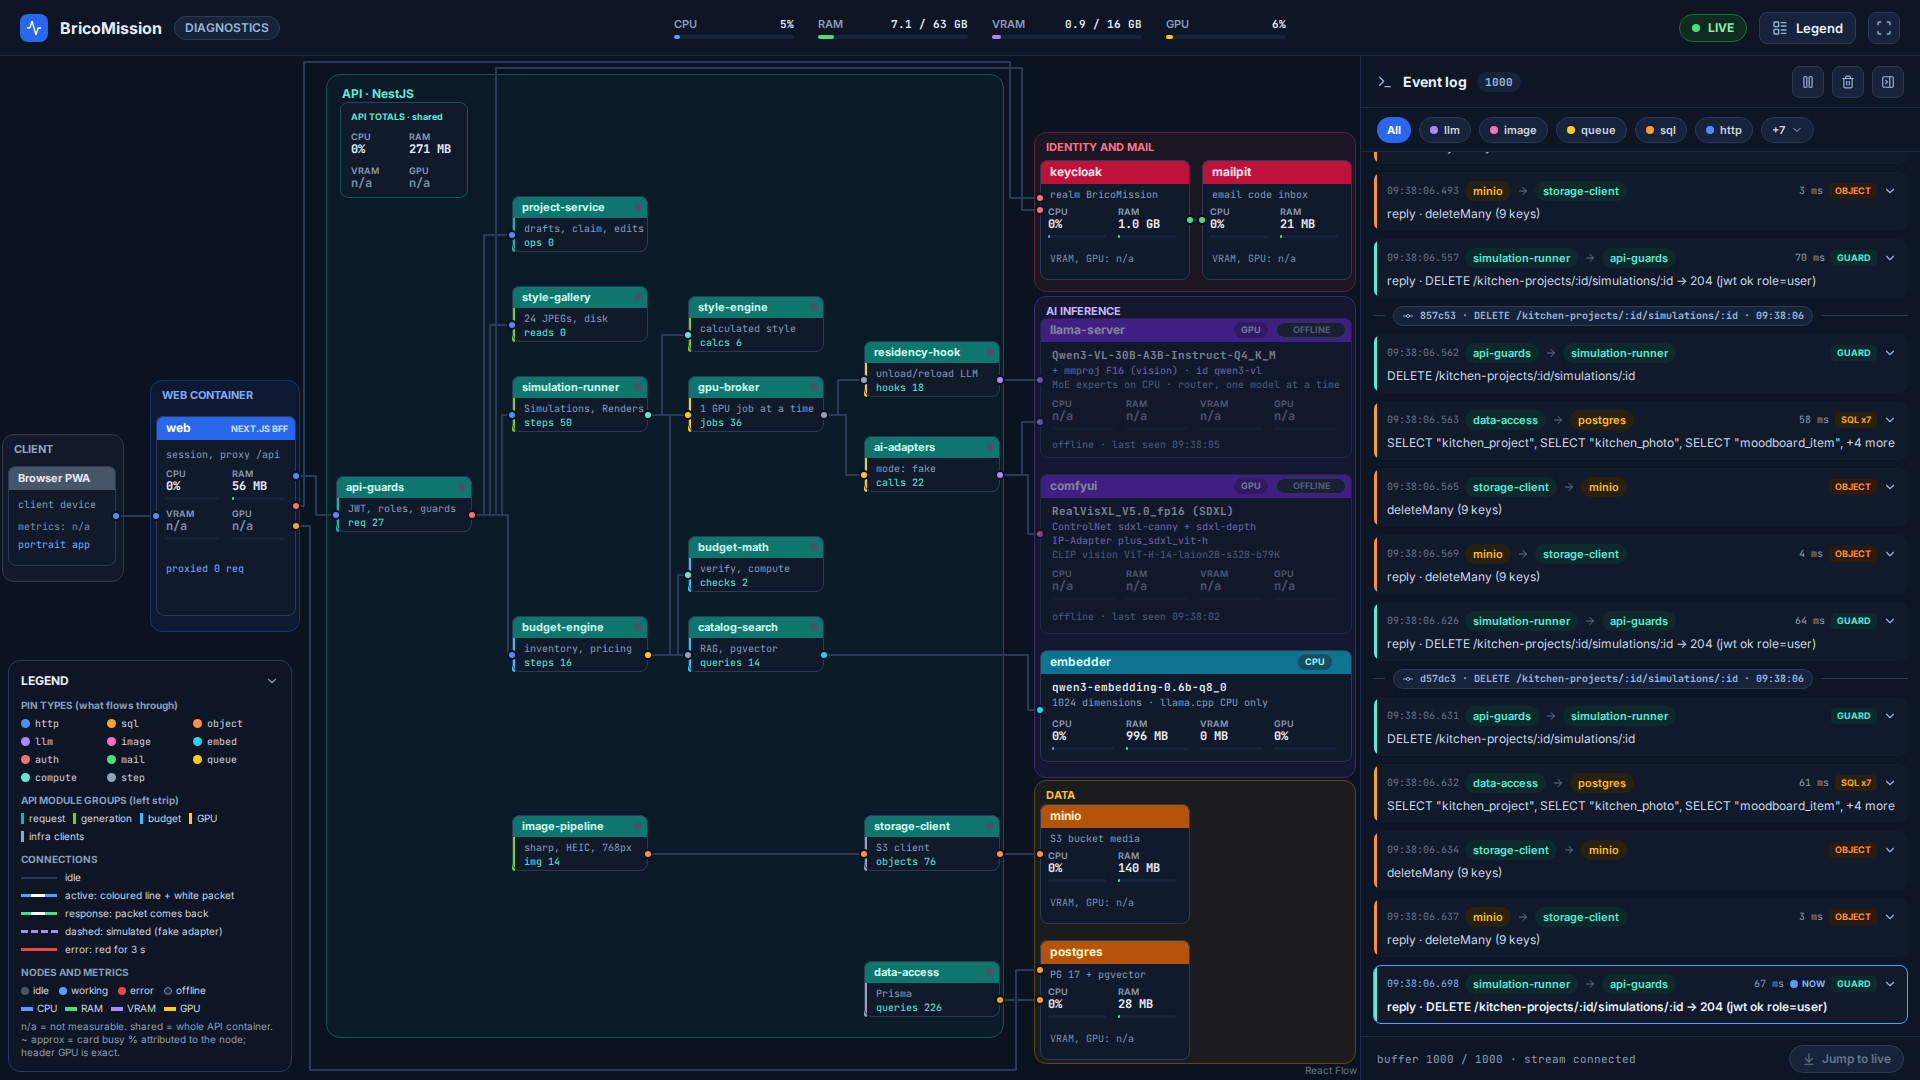 BricoMission
DIAGNOSTICS
CPU 5%
RAM 7.1 / 63 GB
VRAM 0.9 / 16 GB
GPU 6%
LIVE
Legend
API · NestJS
API TOTALS · shared
CPU RAM
0% 271 MB
VRAM GPU
n/a n/a
project-service
drafts, claim, edits
ops 0
style-gallery
24 JPEGs, disk
reads 0
style-engine
calculated style
calcs 6
simulation-runner
Simulations, Renders
steps 50
gpu-broker
1 GPU job at a time
jobs 36
residency-hook
unload/reload LLM
hooks 18
ai-adapters
mode: fake
calls 22
api-guards
JWT, roles, guards
req 27
budget-math
verify, compute
checks 2
budget-engine
inventory, pricing
steps 16
catalog-search
RAG, pgvector
queries 14
image-pipeline
sharp, HEIC, 768px
img 14
storage-client
S3 client
objects 76
data-access
Prisma
queries 226
WEB CONTAINER
web NEXT.JS BFF
session, proxy /api
CPU RAM
0% 56 MB
VRAM GPU
n/a n/a
proxied 0 req
CLIENT
Browser PWA
client device
metrics: n/a
portrait app
IDENTITY AND MAIL
keycloak
realm BricoMission
CPU RAM
0% 1.0 GB
VRAM, GPU: n/a
mailpit
email code inbox
CPU RAM
0% 21 MB
VRAM, GPU: n/a
AI INFERENCE
llama-server GPU OFFLINE
Qwen3-VL-30B-A3B-Instruct-Q4_K_M
+ mmproj F16 (vision) · id qwen3-vl
MoE experts on CPU · router, one model at a time
CPU RAM VRAM GPU
n/a n/a n/a n/a
offline · last seen 09:38:05
comfyui GPU OFFLINE
RealVisXL_V5.0_fp16 (SDXL)
ControlNet sdxl-canny + sdxl-depth
IP-Adapter plus_sdxl_vit-h
CLIP vision ViT-H-14-laion2B-s32B-b79K
CPU RAM VRAM GPU
n/a n/a n/a n/a
offline · last seen 09:38:02
embedder CPU
qwen3-embedding-0.6b-q8_0
1024 dimensions · llama.cpp CPU only
CPU RAM VRAM GPU
0% 996 MB 0 MB 0%
DATA
minio
S3 bucket media
CPU RAM
0% 140 MB
VRAM, GPU: n/a
postgres
PG 17 + pgvector
CPU RAM
0% 28 MB
VRAM, GPU: n/a
React Flow
LEGEND
PIN TYPES (what flows through)
http sql object
llm image embed
auth mail queue
compute step
API MODULE GROUPS (left strip)
request generation budget GPU
infra clients
CONNECTIONS
idle
active: coloured line + white packet
response: packet comes back
dashed: simulated (fake adapter)
error: red for 3 s
NODES AND METRICS
idle working error offline
CPU RAM VRAM GPU
n/a = not measurable. shared = whole API container.
~ approx = card busy % attributed to the node;
header GPU is exact.
Event log 1000
All llm image queue sql http +7
09:38:06.493 minio → storage-client 3 ms OBJECT
reply · deleteMany (9 keys)
09:38:06.557 simulation-runner → api-guards 70 ms GUARD
reply · DELETE /kitchen-projects/:id/simulations/:id → 204 (jwt ok role=user)
857c53 · DELETE /kitchen-projects/:id/simulations/:id · 09:38:06
09:38:06.562 api-guards → simulation-runner GUARD
DELETE /kitchen-projects/:id/simulations/:id
09:38:06.563 data-access → postgres 58 ms SQL x7
SELECT "kitchen_project", SELECT "kitchen_photo", SELECT "moodboard_item", +4 more
09:38:06.565 storage-client → minio OBJECT
deleteMany (9 keys)
09:38:06.569 minio → storage-client 4 ms OBJECT
reply · deleteMany (9 keys)
09:38:06.626 simulation-runner → api-guards 64 ms GUARD
reply · DELETE /kitchen-projects/:id/simulations/:id → 204 (jwt ok role=user)
d57dc3 · DELETE /kitchen-projects/:id/simulations/:id · 09:38:06
09:38:06.631 api-guards → simulation-runner GUARD
DELETE /kitchen-projects/:id/simulations/:id
09:38:06.632 data-access → postgres 61 ms SQL x7
SELECT "kitchen_project", SELECT "kitchen_photo", SELECT "moodboard_item", +4 more
09:38:06.634 storage-client → minio OBJECT
deleteMany (9 keys)
09:38:06.637 minio → storage-client 3 ms OBJECT
reply · deleteMany (9 keys)
09:38:06.698 simulation-runner → api-guards 67 ms NOW GUARD
reply · DELETE /kitchen-projects/:id/simulations/:id → 204 (jwt ok role=user)
buffer 1000 / 1000 · stream connected
Jump to live